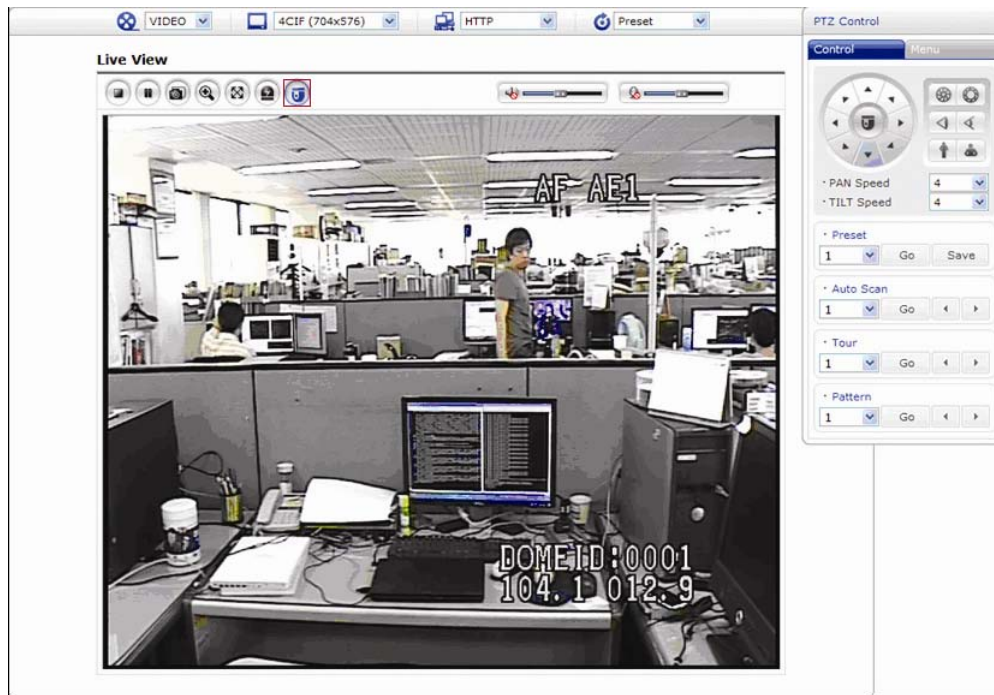 VIDEO 4CIF (704x576) HTTP Preset
Live View
AF AE1
DOMEID:0001
104.1 012.9
PTZ Control
Control Menu
· PAN Speed 4
· TILT Speed 4
· Preset
1 Go Save
· Auto Scan
1 Go
· Tour
1 Go
· Pattern
1 Go